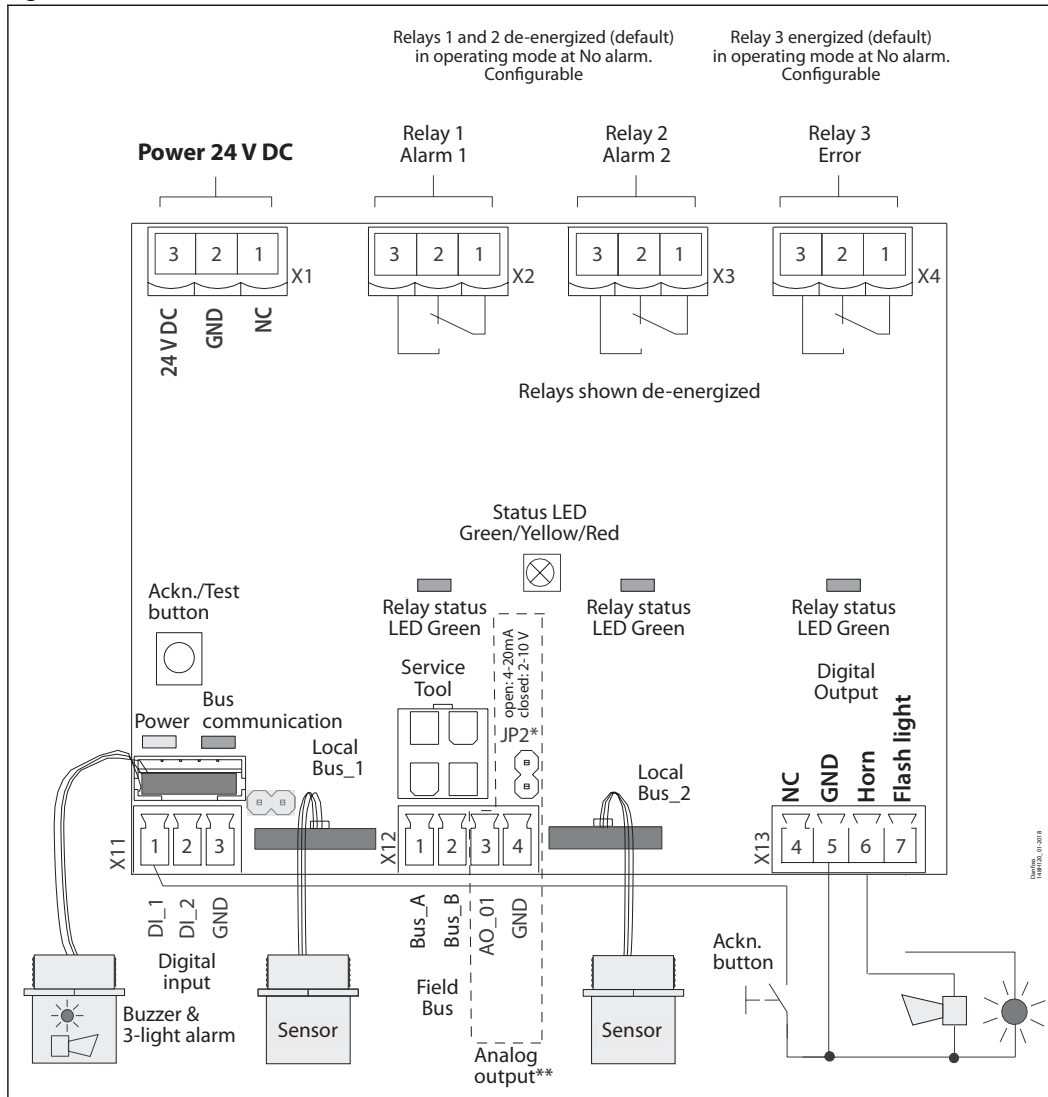 Relays 1 and 2 de-energized (default)
in operating mode at No alarm.
Configurable
Relay 3 energized (default)
in operating mode at No alarm.
Configurable
Power 24 V DC
Relay 1
Alarm 1
Relay 2
Alarm 2
Relay 3
Error
3 2 1
X1
3 2 1
X2
3 2 1
X3
3 2 1
X4
24 V DC
GND
NC
Relays shown de-energized
Status LED
Green/Yellow/Red
Ackn./Test
button
Relay status
LED Green
Relay status
LED Green
Relay status
LED Green
Service
Tool
open: 4-20mA
closed: 2-10 V
JP2*
Digital
Output
Power
Bus
communication
Local
Bus_1
Local
Bus_2
NC
GND
Horn
Flash light
X11
1 2 3
X12
1 2 3 4
X13
4 5 6 7
Danfoss
148H120_01-2018
DI_1
DI_2
GND
Digital
input
Bus_A
Bus_B
AO_01
GND
Field
Bus
Ackn.
button
Buzzer &
3-light alarm
Sensor
Sensor
Analog
output**